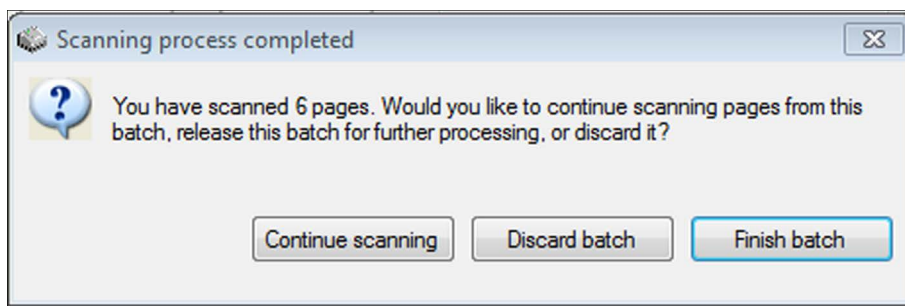 Scanning process completed
You have scanned 6 pages. Would you like to continue scanning pages from this
batch, release this batch for further processing, or discard it?
Continue scanning Discard batch Finish batch